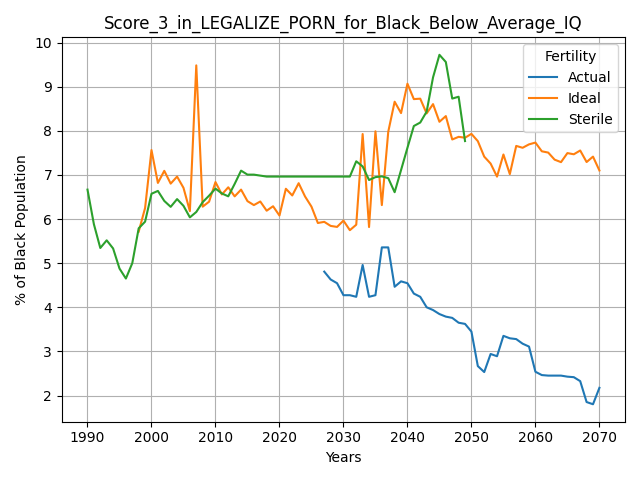 Score_3_in_LEGALIZE_PORN_for_Black_Below_Average_IQ
% of Black Population
10
9
8
7
6
5
4
3
2
1990 2000 2010 2020 2030 2040 2050 2060 2070
Years
Fertility
Actual
Ideal
Sterile